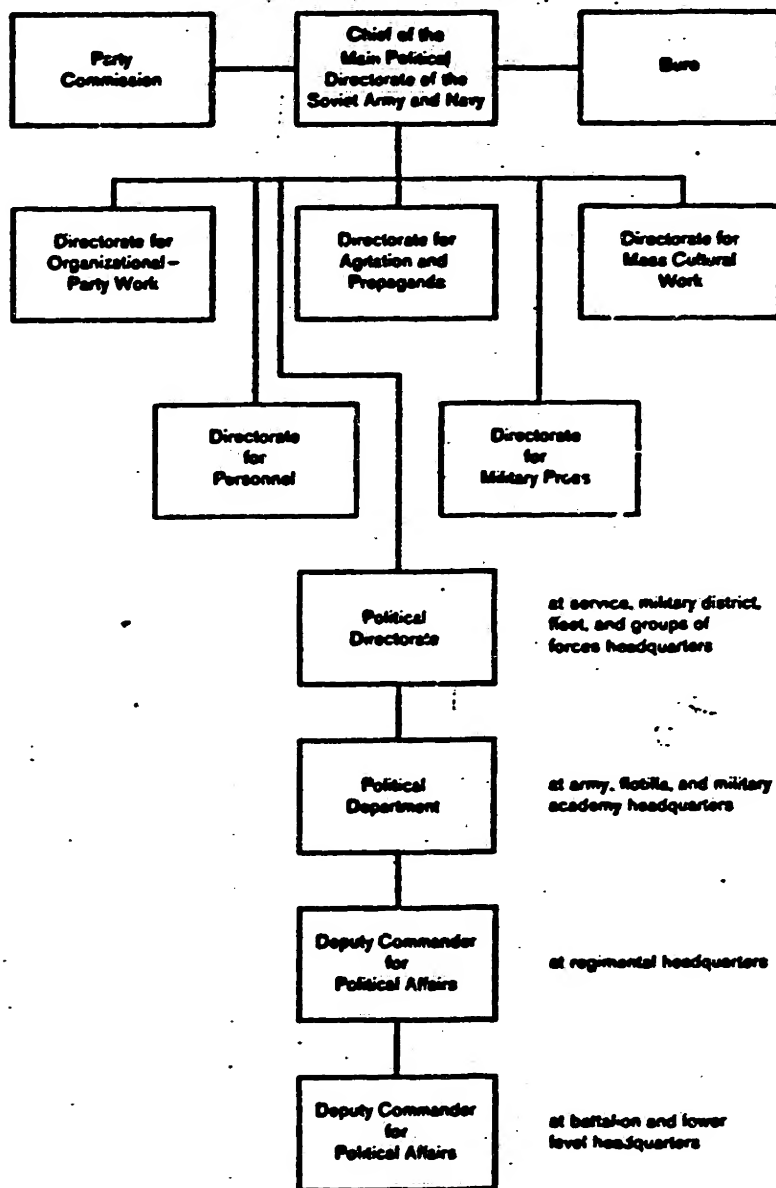 Party
Commission
Chief of the
Main Political
Directorate of the
Soviet Army and Navy
Buro
Directorate for
Organizational–
Party Work
Directorate for
Agitation and
Propaganda
Directorate for
Mass Cultural
Work
Directorate
for
Personnel
Directorate
for
Military Press
Political
Directorate
at service, military district,
fleet, and groups of
forces headquarters
Political
Department
at army, flotilla, and military
academy headquarters
Deputy Commander
for
Political Affairs
at regimental headquarters
Deputy Commander
for
Political Affairs
at battalion and lower
level headquarters